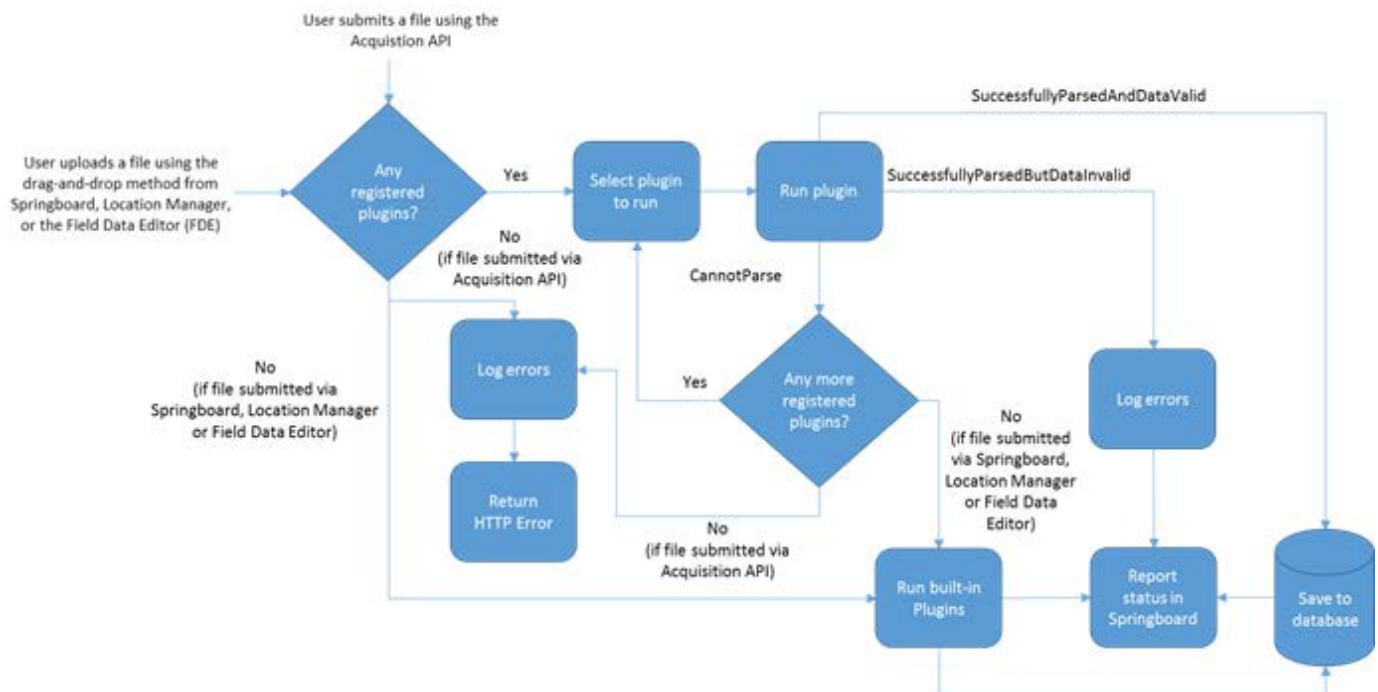 User submits a file using the
Acquistion API
SuccessfullyParsedAndDataValid
User uploads a file using the
drag-and-drop method from
Springboard, Location Manager,
or the Field Data Editor (FDE)
Any
registered
plugins?
Yes
Select plugin
to run
Run plugin
SuccessfullyParsedButDataInvalid
No
(if file submitted via
Acquisition API)
CannotParse
No
(if file submitted via
Springboard, Location Manager
or Field Data Editor)
Log errors
Yes
Any more
registered
plugins?
Log errors
No
(if file submitted
via Springboard,
Location Manager
or Field Data
Editor)
Return
HTTP Error
No
(if file submitted via
Acquisition API)
Run built-in
Plugins
Report
status in
Springboard
Save to
database